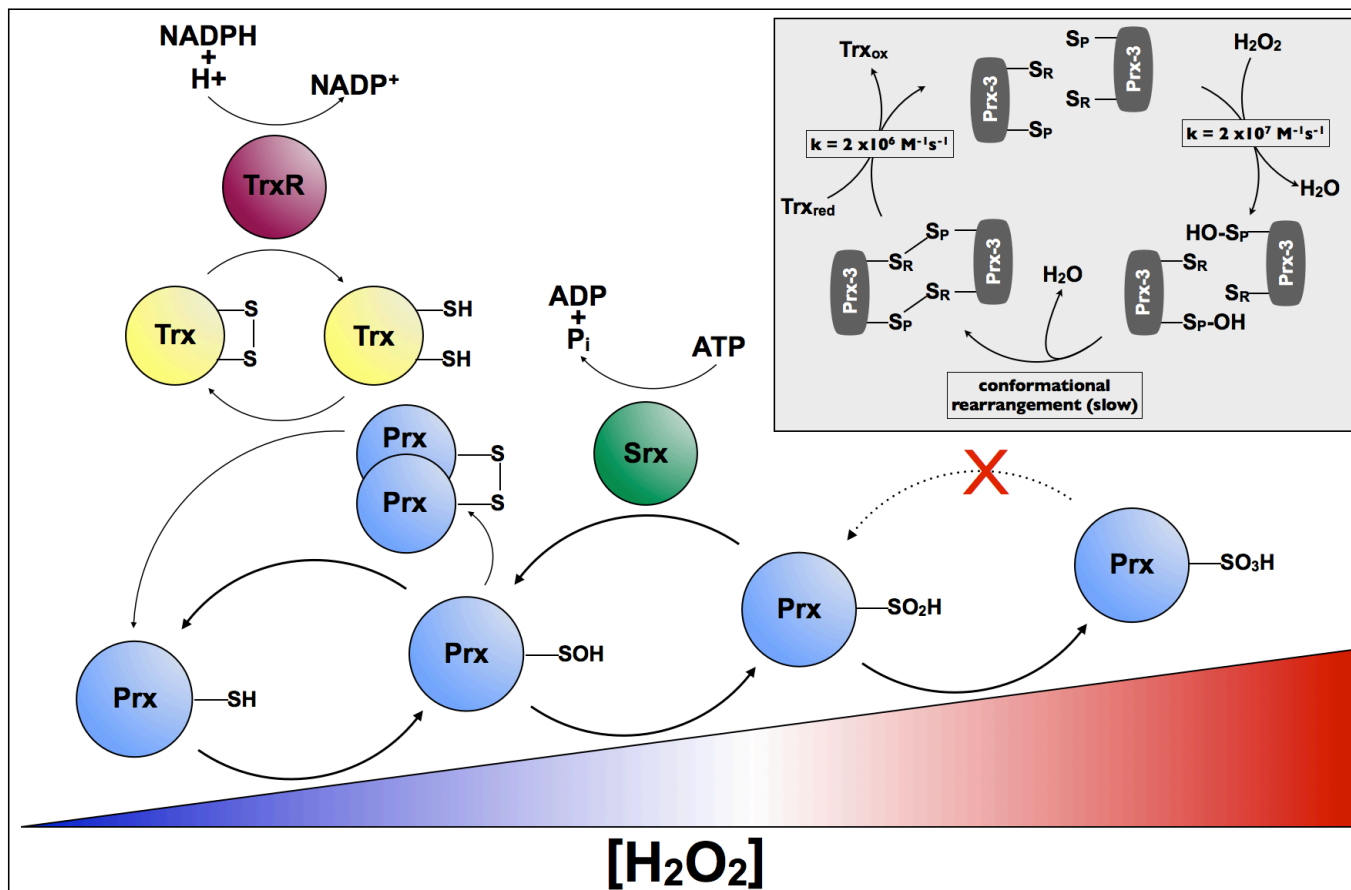 NADPH
+
H+
NADP⁺
TrxR
Trx
S
S
Trx
SH
SH
ADP
+
Pᵢ
ATP
Srx
Prx
Prx
S
S
Prx
SH
Prx
SOH
Prx
SO₂H
X
Prx
SO₃H
[H₂O₂]
Trxox
Trxred
k = 2 x10⁶ M⁻¹s⁻¹
Prx-3
SR
SP
SP
SR
Prx-3
H₂O₂
k = 2 x10⁷ M⁻¹s⁻¹
H₂O
Prx-3
SR
SP
SP
SR
Prx-3
H₂O
conformational
rearrangement (slow)
Prx-3
HO-SP
SR
SR
SP-OH
Prx-3